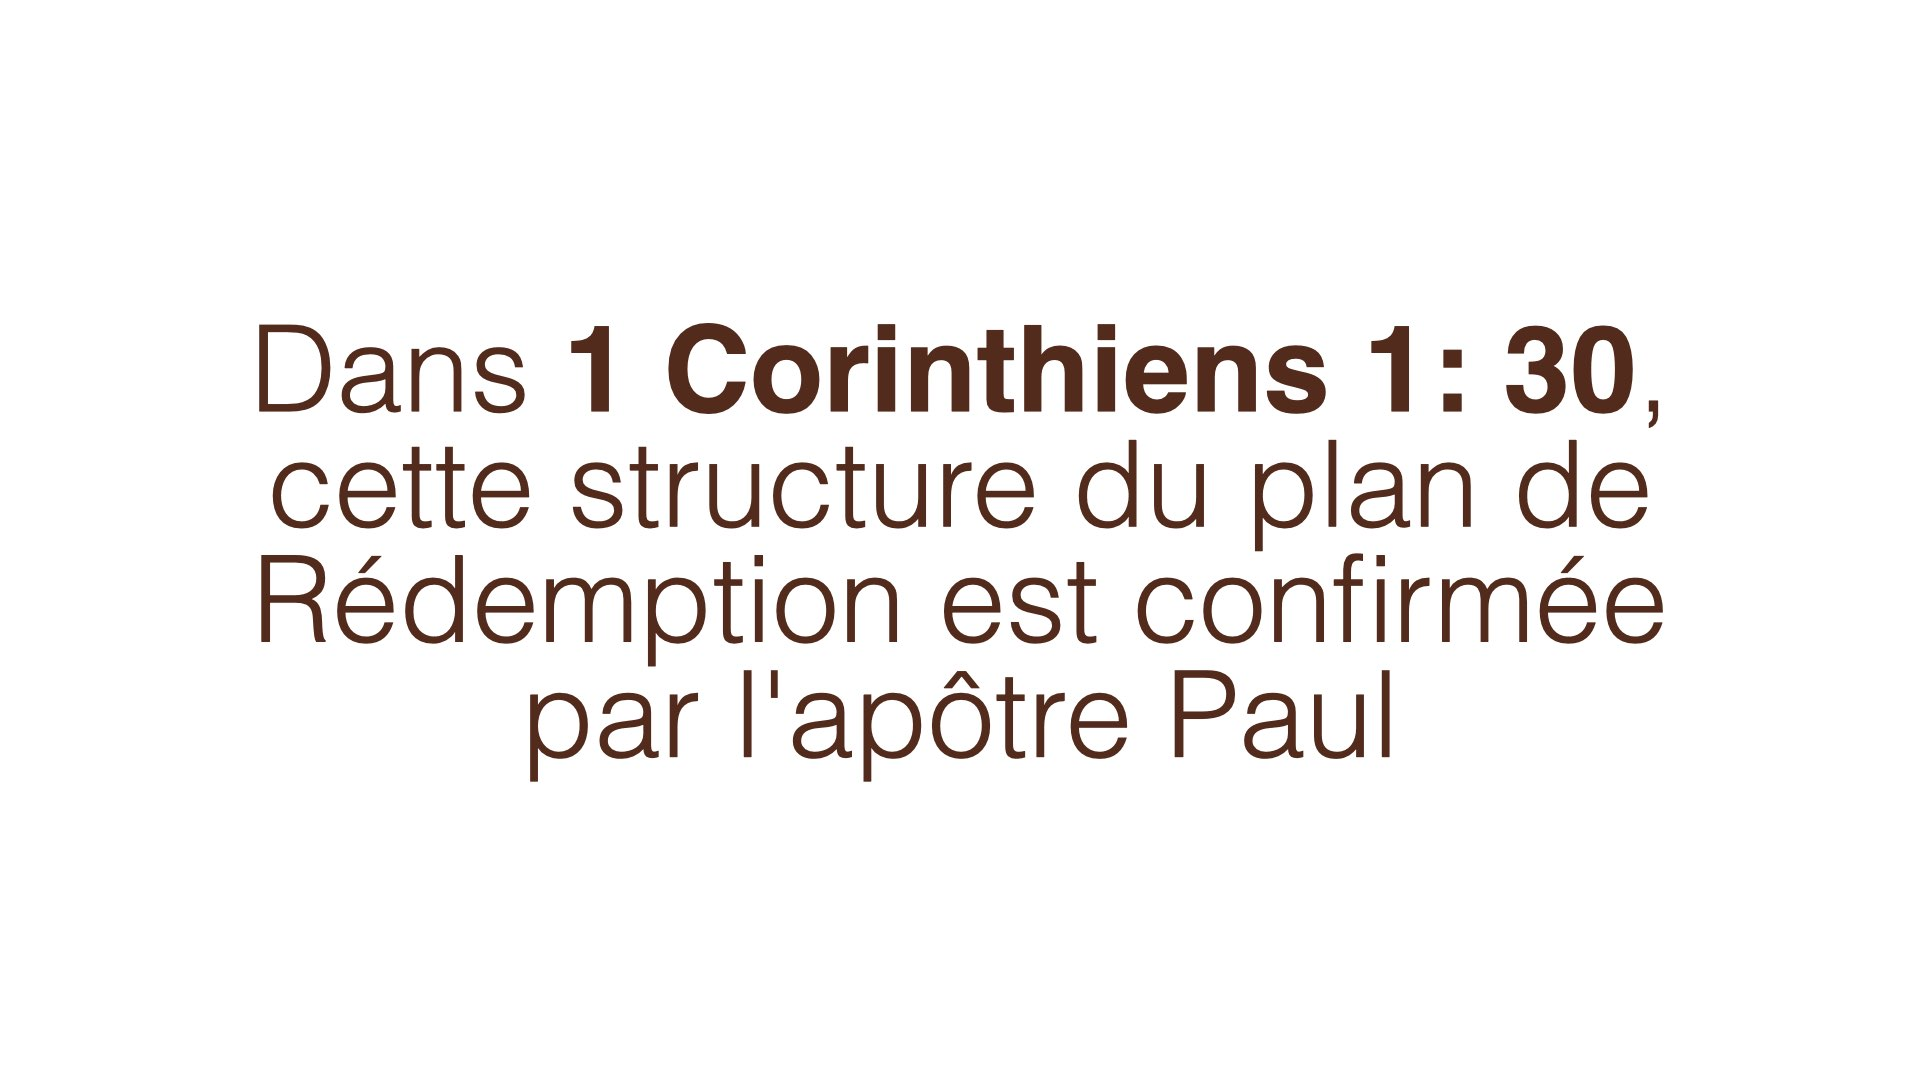 Dans 1 Corinthiens 1: 30,
cette structure du plan de
Rédemption est confirmée
par l'apôtre Paul